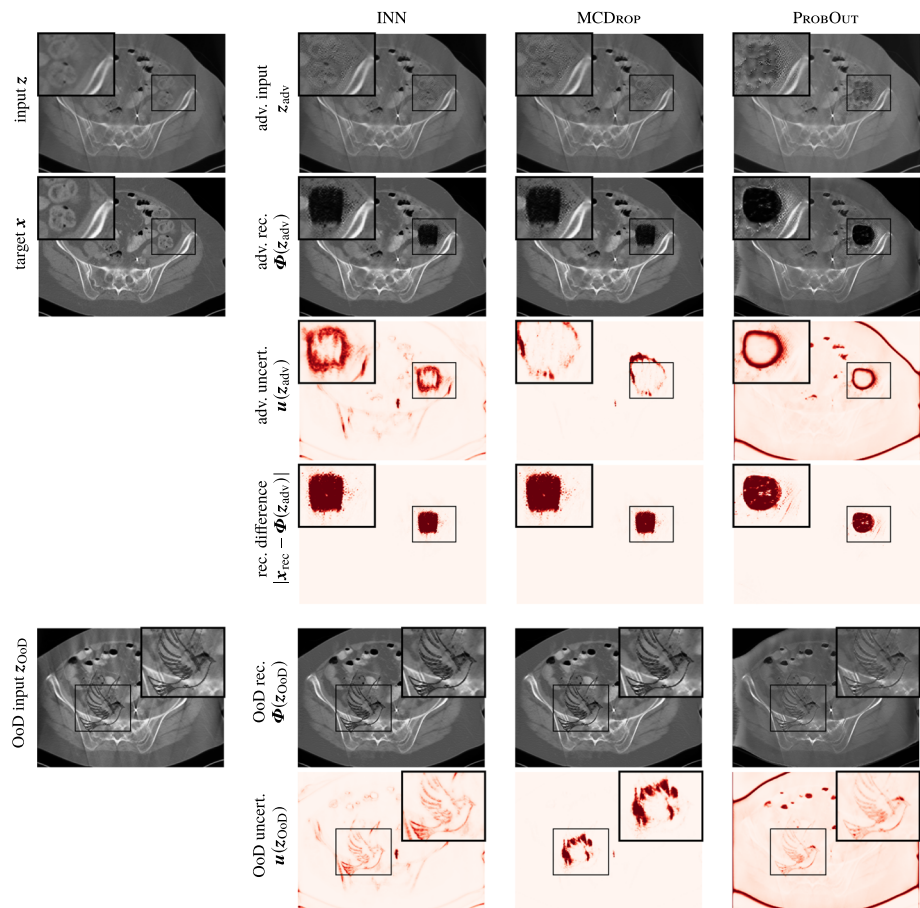 INN
MCDROP
PROBOUT
input z
adv. input
z_adv
target x
adv. rec.
Φ(z_adv)
adv. uncert.
u(z_adv)
rec. difference
|x_rec − Φ(z_adv)|
OoD input z_OoD
OoD rec.
Φ(z_OoD)
OoD uncert.
u(z_OoD)